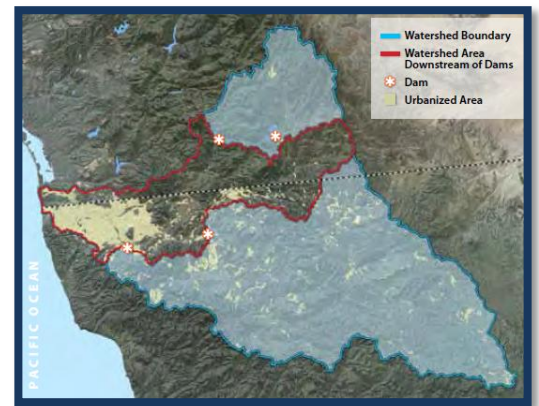 Watershed Boundary
Watershed Area
Downstream of Dams
Dam
Urbanized Area
PACIFIC OCEAN